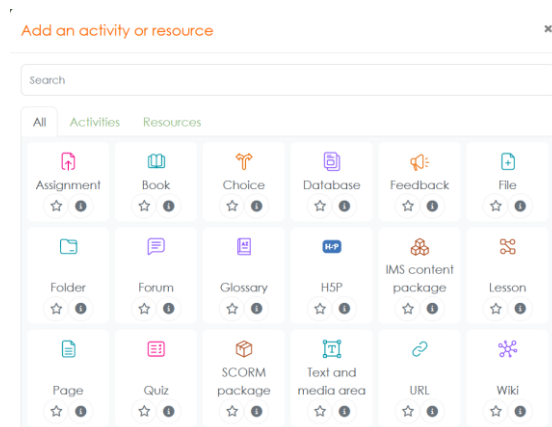 Add an activity or resource
Search
All Activities Resources
Assignment Book Choice Database Feedback File
Folder Forum Glossary H5P IMS content package Lesson
Page Quiz SCORM package Text and media area URL Wiki